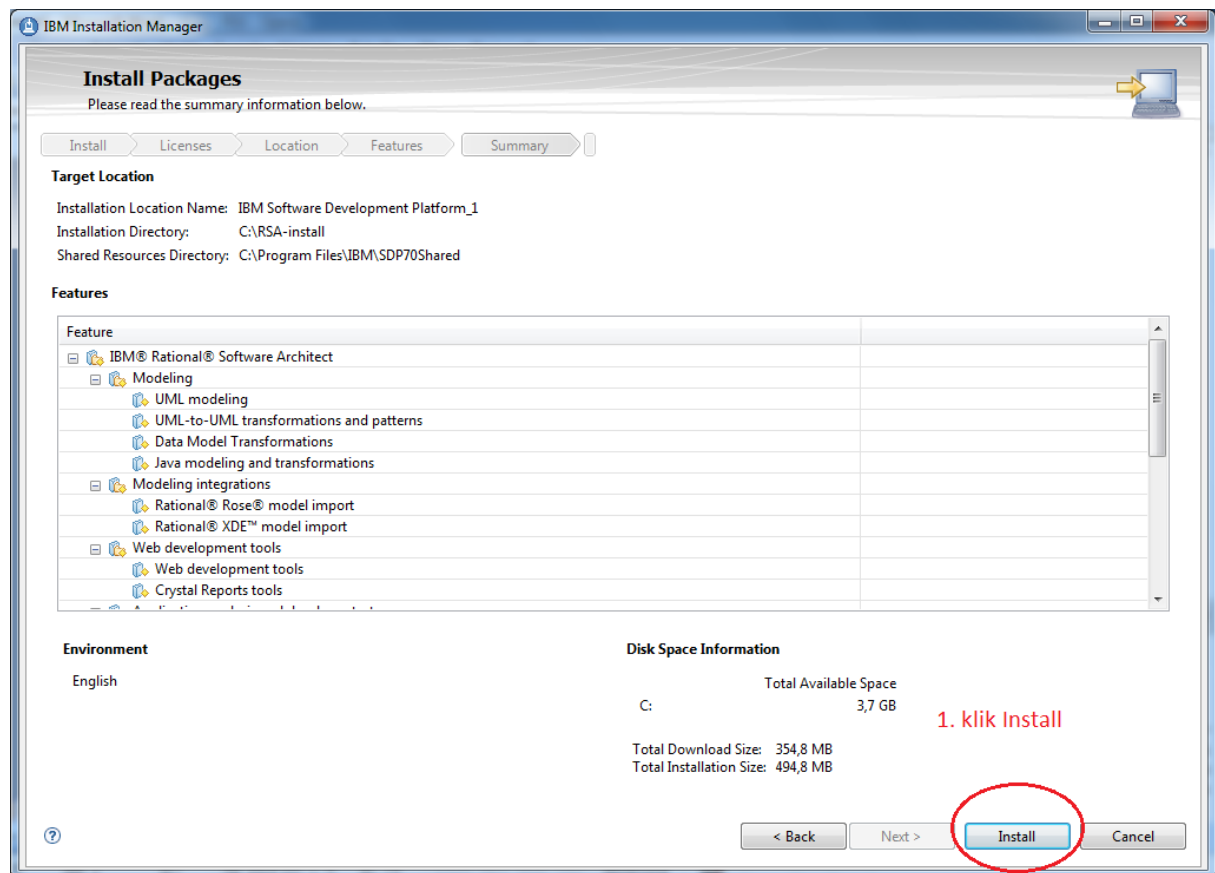 IBM Installation Manager
Install Packages
Please read the summary information below.
Install Licenses Location Features Summary
Target Location
Installation Location Name: IBM Software Development Platform_1
Installation Directory: C:\RSA-install
Shared Resources Directory: C:\Program Files\IBM\SDP70Shared
Features
Feature
IBM® Rational® Software Architect
Modeling
UML modeling
UML-to-UML transformations and patterns
Data Model Transformations
Java modeling and transformations
Modeling integrations
Rational® Rose® model import
Rational® XDE™ model import
Web development tools
Web development tools
Crystal Reports tools
Environment
English
Disk Space Information
Total Available Space
C: 3,7 GB
1. klik Install
Total Download Size: 354,8 MB
Total Installation Size: 494,8 MB
< Back Next > Install Cancel